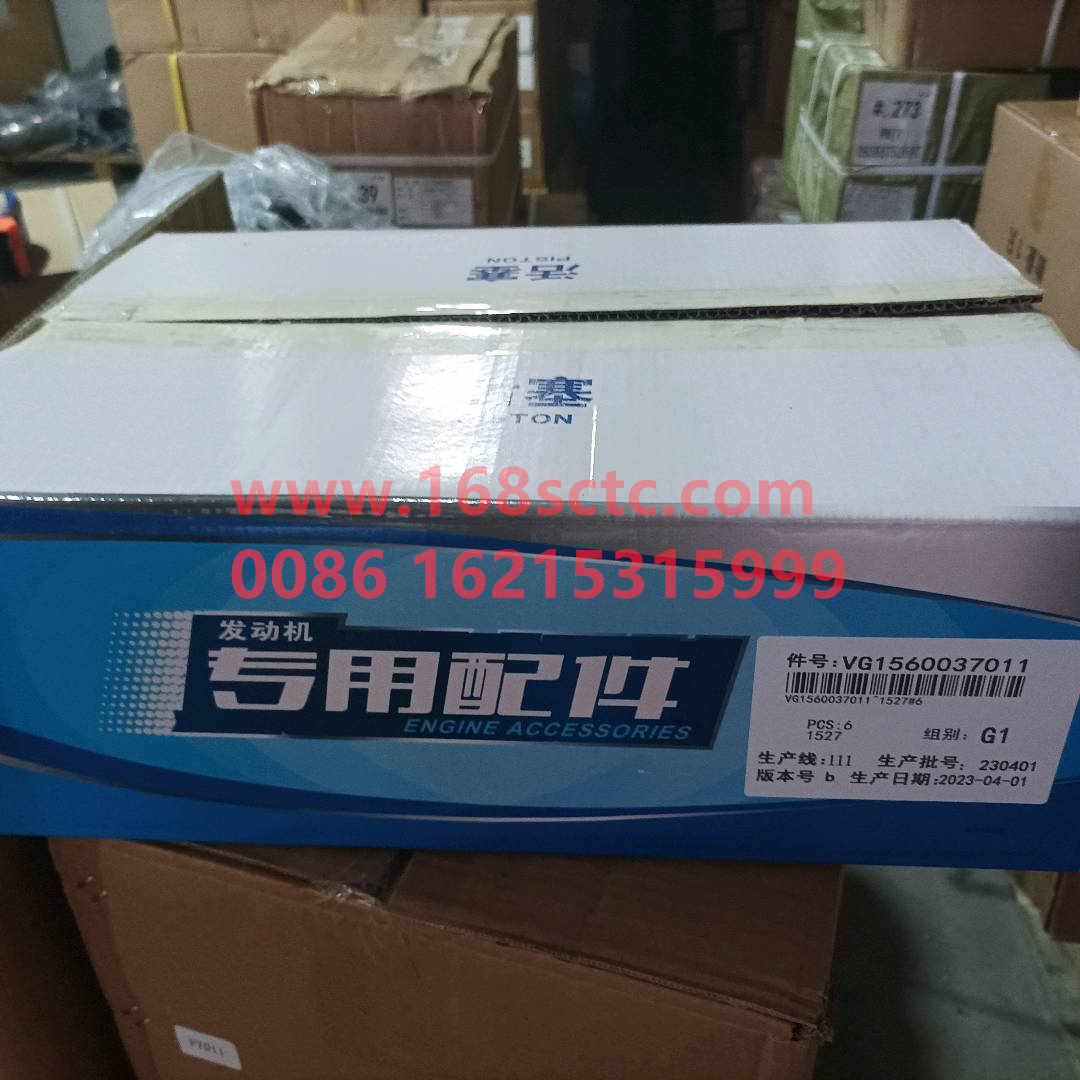 #.273
39
活塞
PISTON
塞
TON
www.168sctc.com
0086 16215315999
发动机
专用配件
ENGINE ACCESSORIES
件号:VG1560037011
VG1560037011 1527#6
PCS:6
1527
组别: G1
生产线:111 生产批号: 230401
版本号 b 生产日期:2023-04-01
F7011